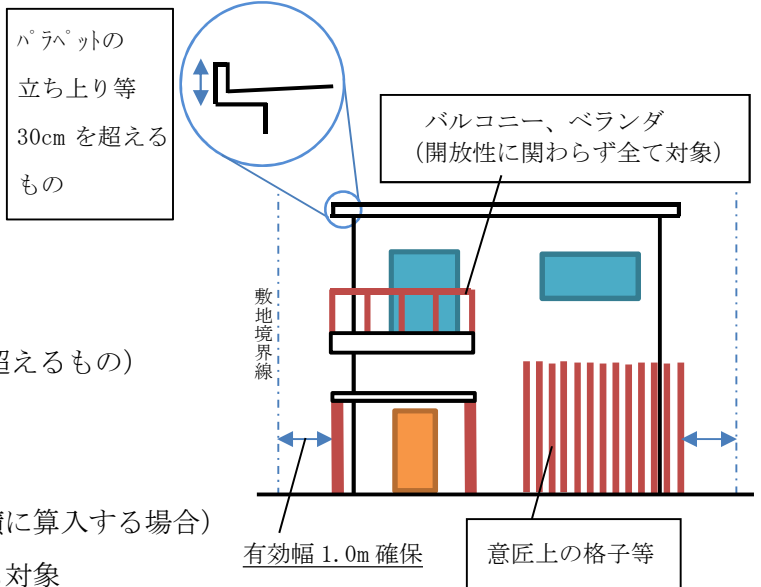 パラペットの
立ち上り等
30cm を超える
もの
バルコニー、ベランダ
（開放性に関わらず全て対象）
敷地境界線
超えるもの）
に算入する場合）
対象
有効幅 1.0m 確保
意匠上の格子等